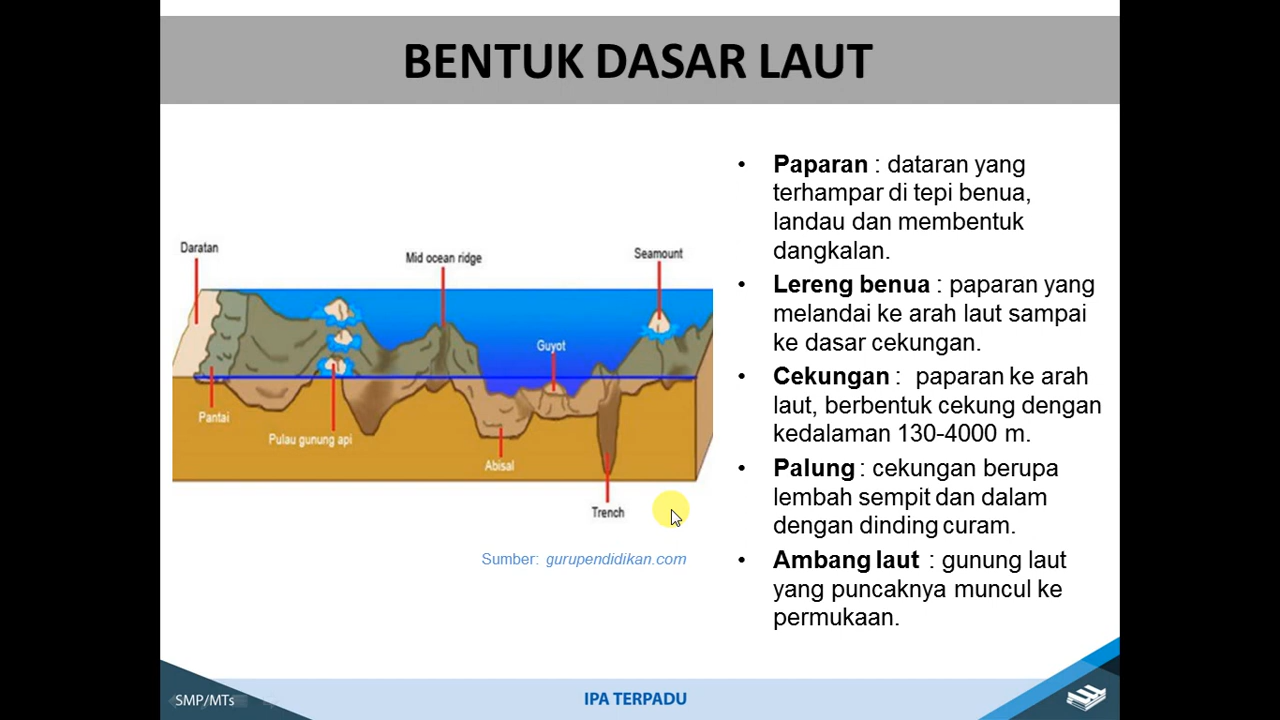 BENTUK DASAR LAUT
Daratan
Mid ocean ridge
Seamount
Guyot
Pantai
Pulau gunung api
Abisal
Trench
Sumber: gurupendidikan.com
• Paparan : dataran yang
terhampar di tepi benua,
landau dan membentuk
dangkalan.
• Lereng benua : paparan yang
melandai ke arah laut sampai
ke dasar cekungan.
• Cekungan : paparan ke arah
laut, berbentuk cekung dengan
kedalaman 130-4000 m.
• Palung : cekungan berupa
lembah sempit dan dalam
dengan dinding curam.
• Ambang laut : gunung laut
yang puncaknya muncul ke
permukaan.
SMP/MTs
IPA TERPADU